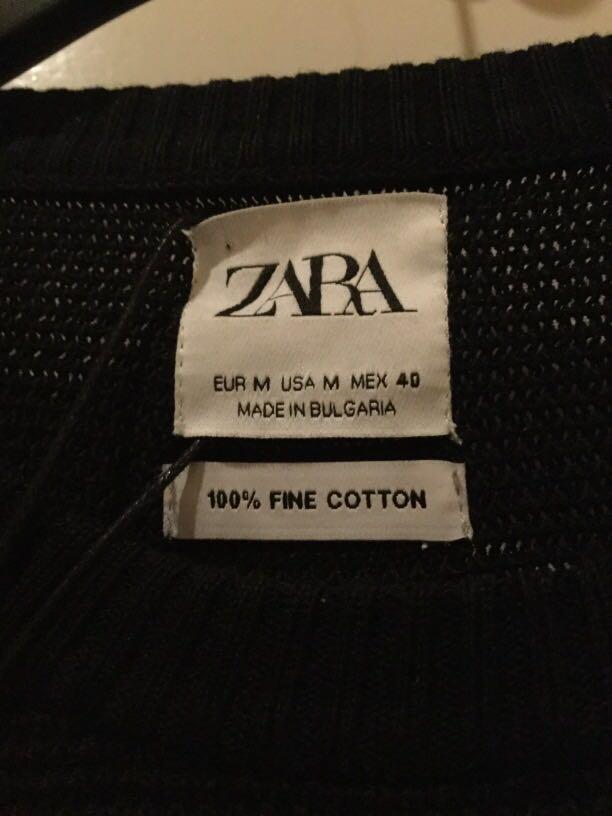 ZARA
EUR M USA M MEX 40
MADE IN BULGARIA
100% FINE COTTON